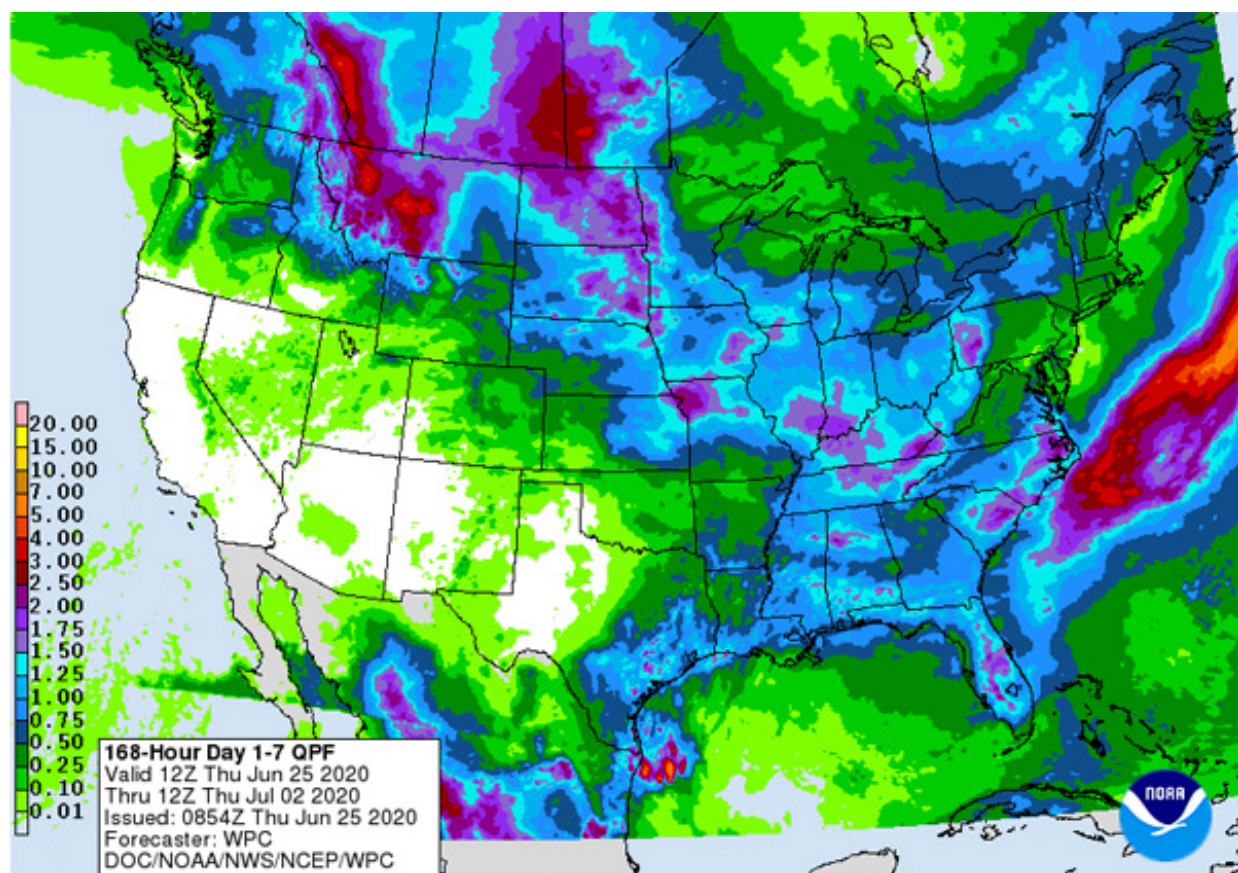 20.00
15.00
10.00
7.00
5.00
4.00
3.00
2.50
2.00
1.75
1.50
1.25
1.00
0.75
0.50
0.25
0.10
0.01
168-Hour Day 1-7 QPF
Valid 12Z Thu Jun 25 2020
Thru 12Z Thu Jul 02 2020
Issued: 0854Z Thu Jun 25 2020
Forecaster: WPC
DOC/NOAA/NWS/NCEP/WPC
NOAA